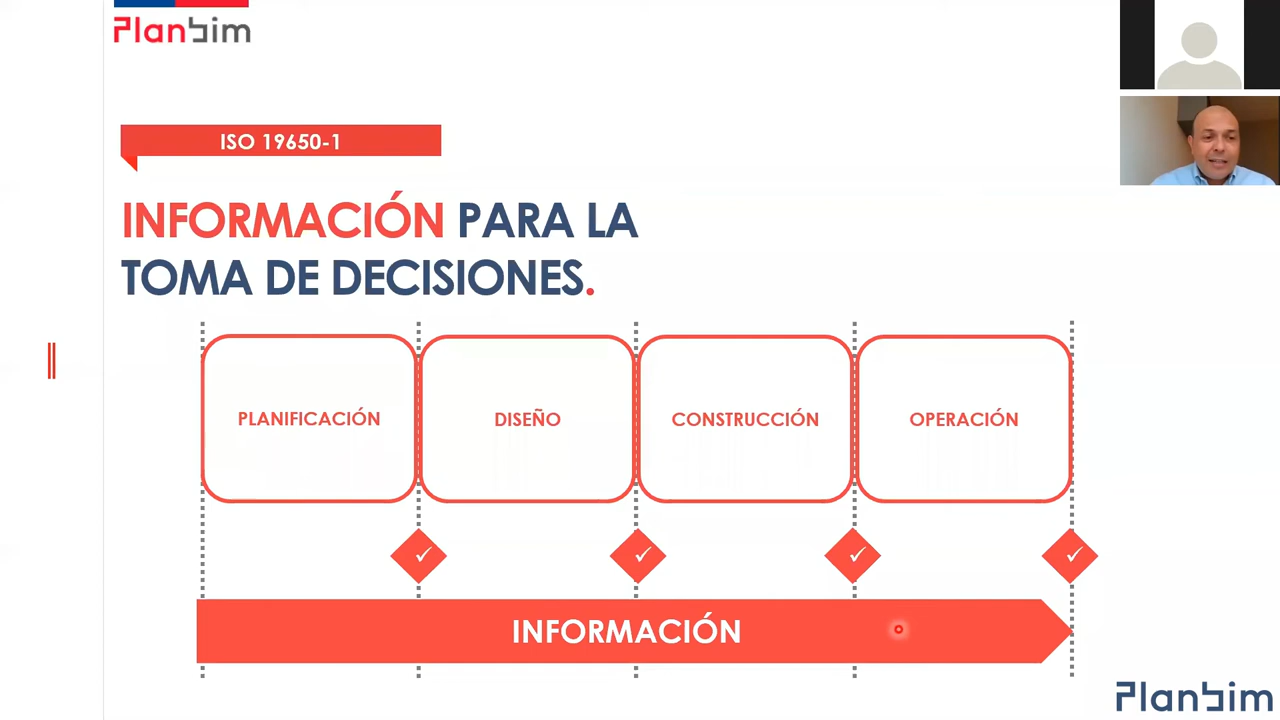 Planbim
ISO 19650-1
INFORMACIÓN PARA LA
TOMA DE DECISIONES.
PLANIFICACIÓN
DISEÑO
CONSTRUCCIÓN
OPERACIÓN
INFORMACIÓN
Planbim